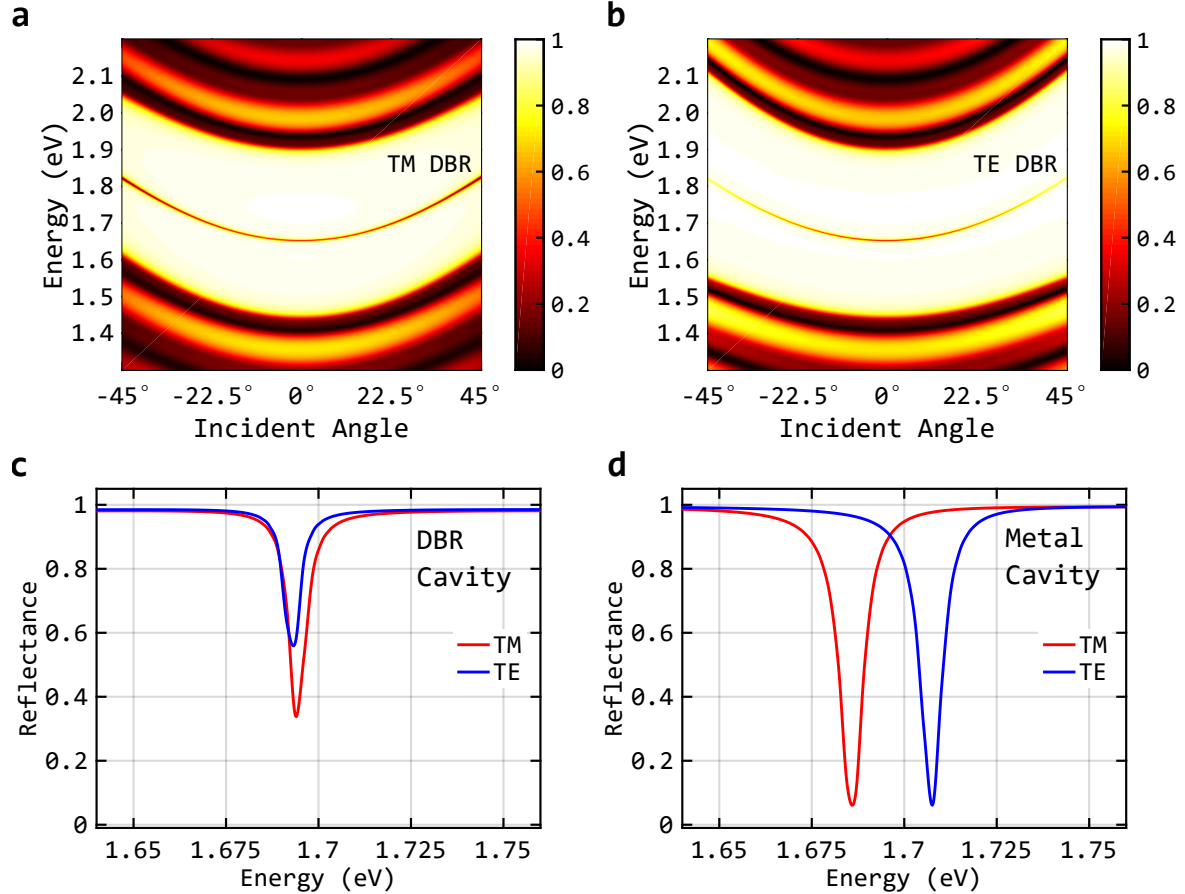 a
b
2.1
2.0
1.9
1.8
1.7
1.6
1.5
1.4
Energy (eV)
TM DBR
-45° -22.5° 0° 22.5° 45°
Incident Angle
1
0.8
0.6
0.4
0.2
0
2.1
2.0
1.9
1.8
1.7
1.6
1.5
1.4
Energy (eV)
TE DBR
-45° -22.5° 0° 22.5° 45°
Incident Angle
1
0.8
0.6
0.4
0.2
0
c
d
1
0.8
0.6
0.4
0.2
0
Reflectance
DBR
Cavity
TM
TE
1.65 1.675 1.7 1.725 1.75
Energy (eV)
1
0.8
0.6
0.4
0.2
0
Reflectance
Metal
Cavity
TM
TE
1.65 1.675 1.7 1.725 1.75
Energy (eV)